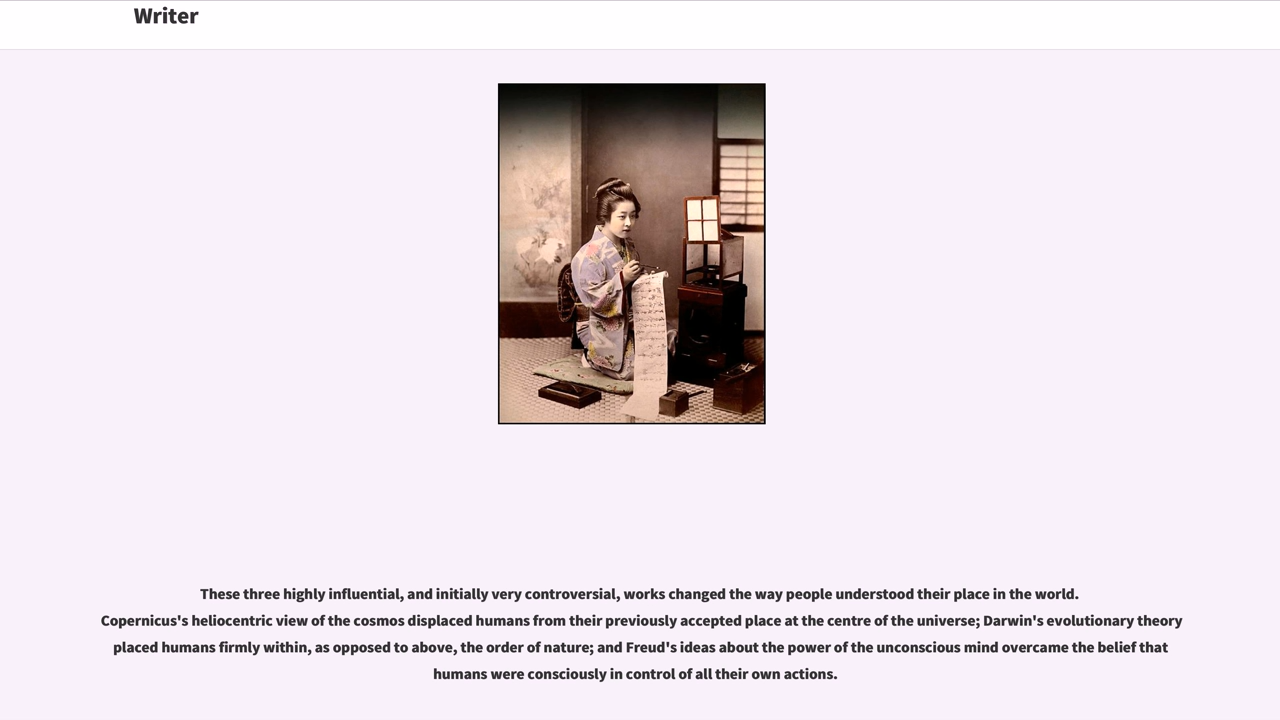 Writer
These three highly influential, and initially very controversial, works changed the way people understood their place in the world.
Copernicus's heliocentric view of the cosmos displaced humans from their previously accepted place at the centre of the universe; Darwin's evolutionary theory
placed humans firmly within, as opposed to above, the order of nature; and Freud's ideas about the power of the unconscious mind overcame the belief that
humans were consciously in control of all their own actions.